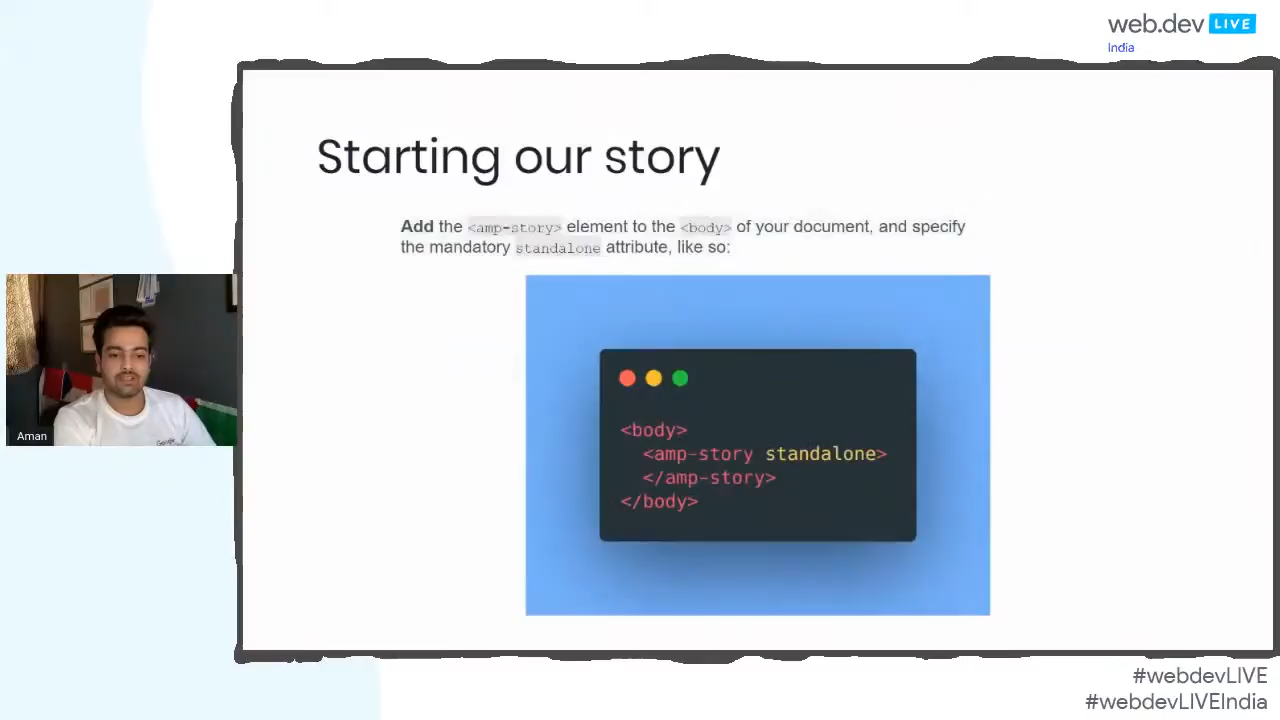 web.dev LIVE
India
Starting our story
Add the <amp-story> element to the <body> of your document, and specify
the mandatory standalone attribute, like so:
<body>
<amp-story standalone>
</amp-story>
</body>
Google
Aman
#webdevLIVE
#webdevLIVEIndia